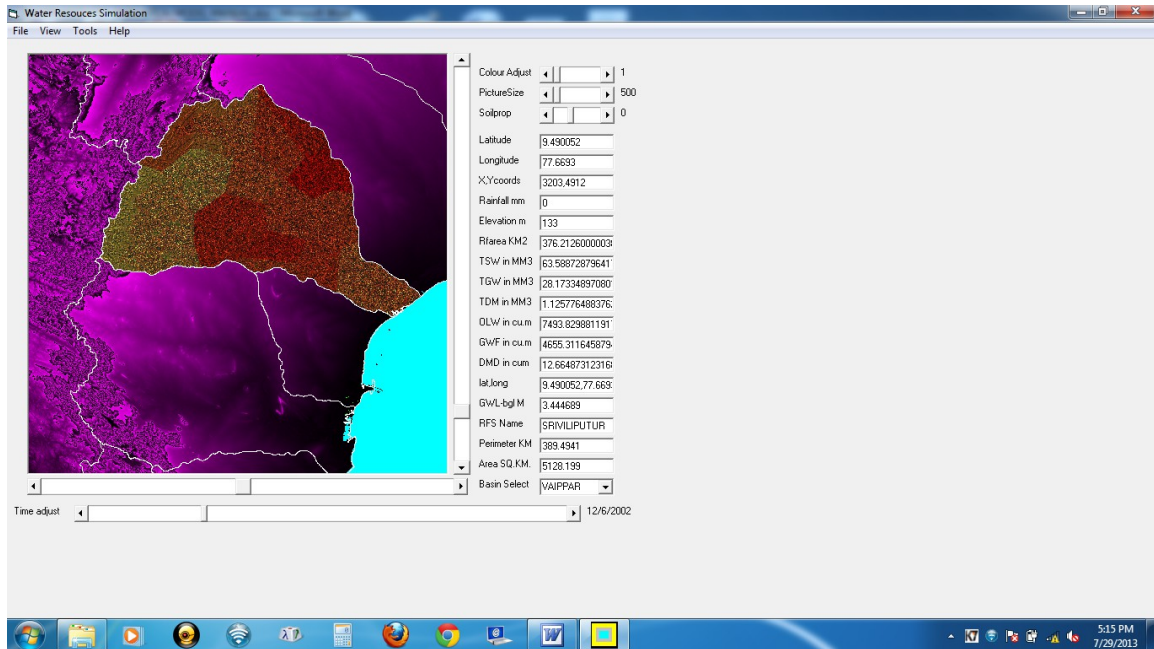 Water Resouces Simulation
File View Tools Help
Colour Adjust 1
PictureSize 500
Soilprop 0
Latitude 9.490052
Longitude 77.6693
X,Ycoords 3203,4912
Rainfall mm 0
Elevation m 133
Rfarea KM2 376.2126000003
TSW in MM3 63.58872879641
TGW in MM3 28.17334897080
TDM in MM3 1.125776488376
OLW in cu.m 7493.829881191
GWF in cu.m 4655.311645879
DMD in cum 12.66487312316
lat,long 9.490052,77.669
GWL-bgl M 3.444689
RFS Name SRIVILIPUTUR
Perimeter KM 389.4941
Area SQ.KM. 5128.199
Basin Select VAIPPAR
Time adjust 12/6/2002
5:15 PM
7/29/2013